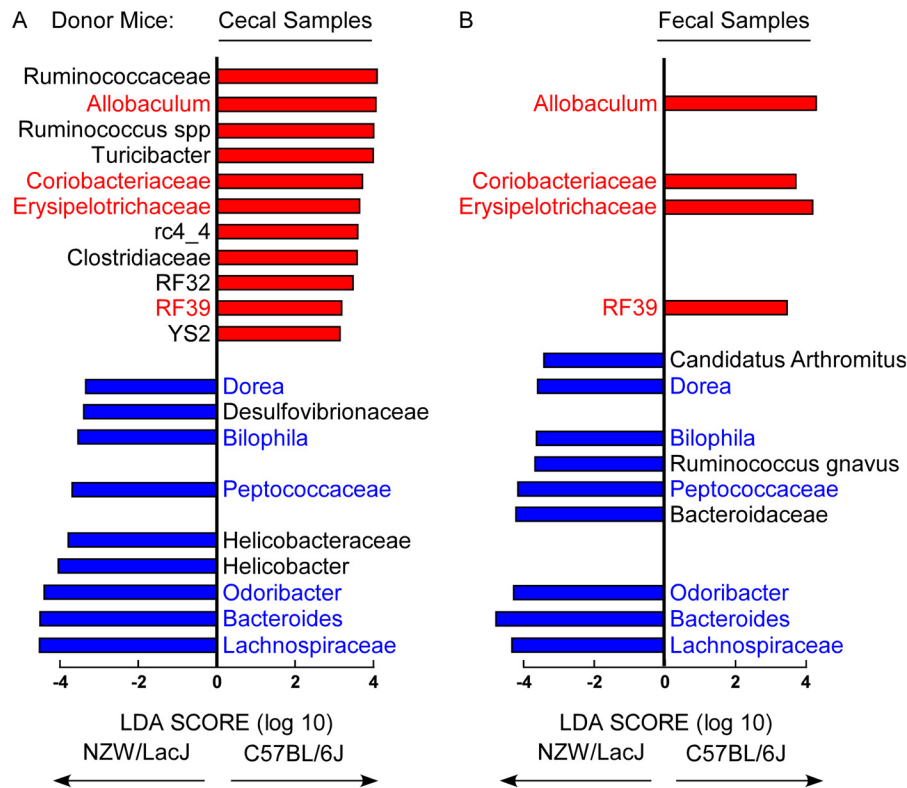 A Donor Mice: Cecal Samples
Ruminococcaceae
Allobaculum
Ruminococcus spp
Turicibacter
Coriobacteriaceae
Erysipelotrichaceae
rc4_4
Clostridiaceae
RF32
RF39
YS2
Dorea
Desulfovibrionaceae
Bilophila
Peptococcaceae
Helicobacteraceae
Helicobacter
Odoribacter
Bacteroides
Lachnospiraceae
-4 -2 0 2 4
LDA SCORE (log 10)
NZW/LacJ C57BL/6J
B Fecal Samples
Allobaculum
Coriobacteriaceae
Erysipelotrichaceae
RF39
Candidatus Arthromitus
Dorea
Bilophila
Ruminococcus gnavus
Peptococcaceae
Bacteroidaceae
Odoribacter
Bacteroides
Lachnospiraceae
-4 -2 0 2 4
LDA SCORE (log 10)
NZW/LacJ C57BL/6J